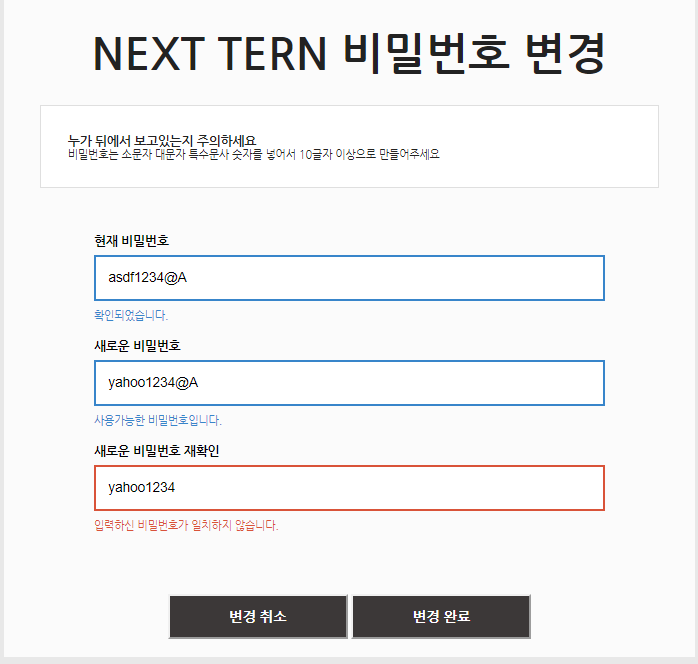 NEXT TERN 비밀번호 변경
누가 뒤에서 보고있는지 주의하세요
비밀번호는 소문자 대문자 특수문사 숫자를 넣어서 10글자 이상으로 만들어주세요
현재 비밀번호
asdf1234@A
확인되었습니다.
새로운 비밀번호
yahoo1234@A
사용가능한 비밀번호입니다.
새로운 비밀번호 재확인
yahoo1234
입력하신 비밀번호가 일치하지 않습니다.
변경 취소 변경 완료